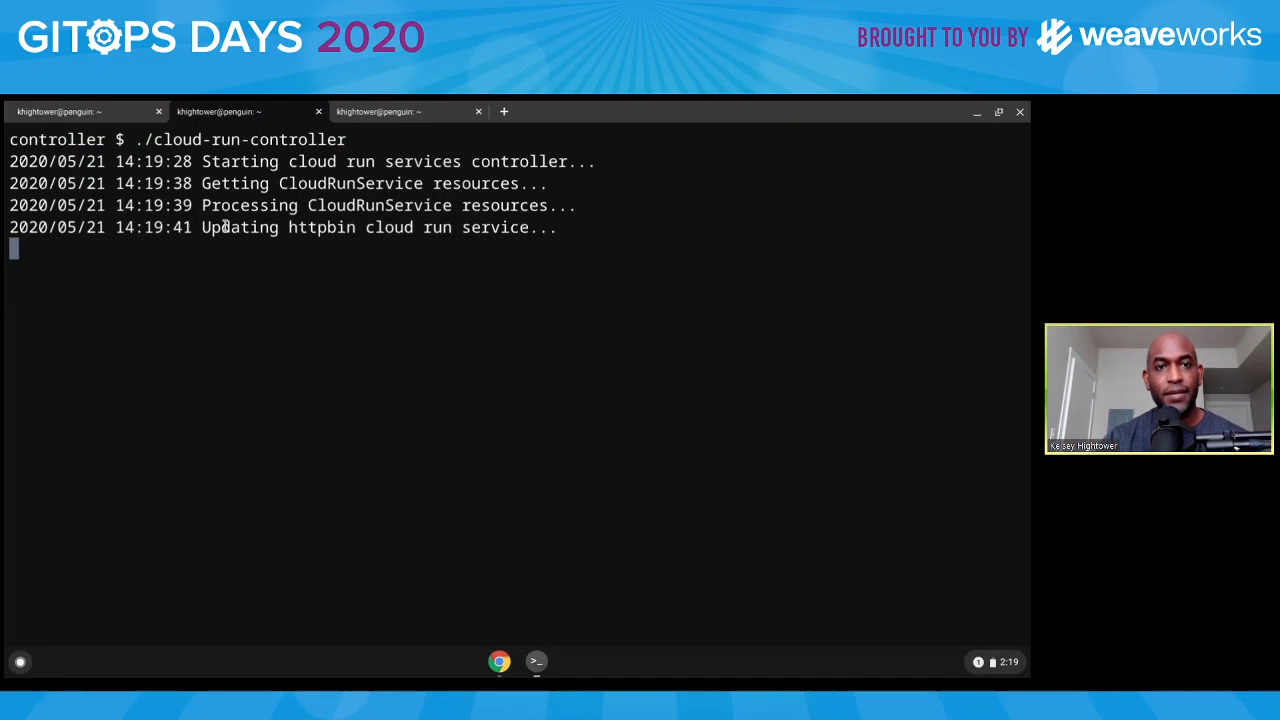 GITOPS DAYS 2020
BROUGHT TO YOU BY weaveworks
khightower@penguin: ~
khightower@penguin: ~
khightower@penguin: ~
controller $ ./cloud-run-controller
2020/05/21 14:19:28 Starting cloud run services controller...
2020/05/21 14:19:38 Getting CloudRunService resources...
2020/05/21 14:19:39 Processing CloudRunService resources...
2020/05/21 14:19:41 Updating httpbin cloud run service...
Kelsey Hightower
1 2:19